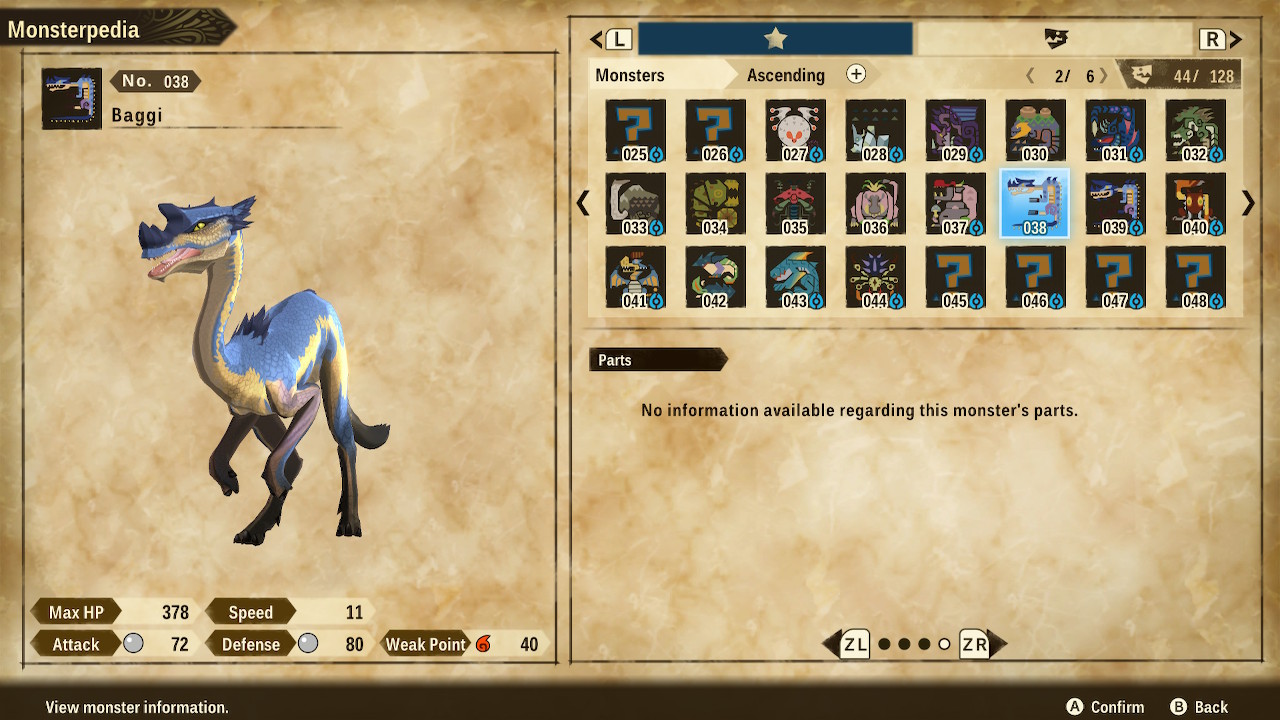 Monsterpedia
No. 038
Baggi
Max HP 378 Speed 11
Attack 72 Defense 80 Weak Point 40
L R
Monsters Ascending 2/ 6 44/ 128
025 026 027 028 029 030 031 032
033 034 035 036 037 038 039 040
041 042 043 044 045 046 047 048
Parts
No information available regarding this monster's parts.
ZL ZR
View monster information.
A Confirm B Back